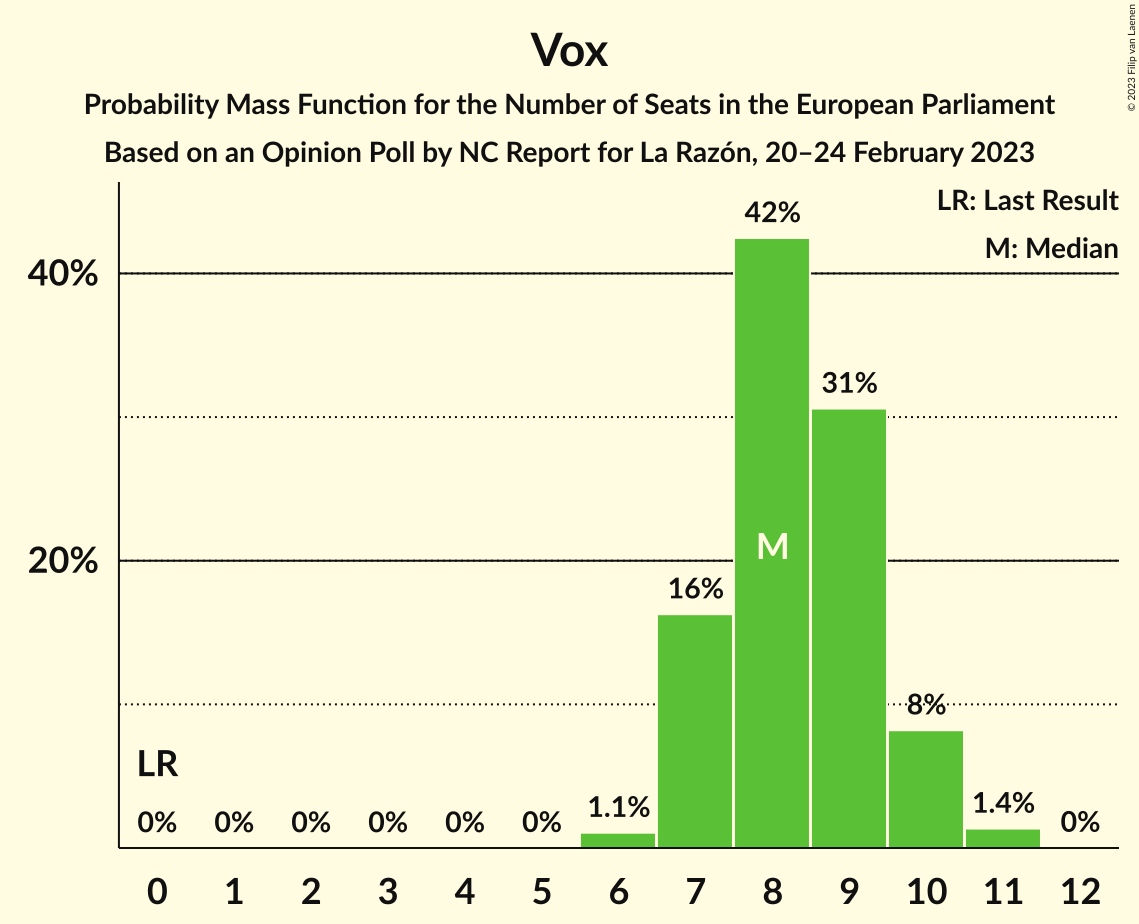 Vox
Probability Mass Function for the Number of Seats in the European Parliament
Based on an Opinion Poll by NC Report for La Razón, 20–24 February 2023
© 2023 Filip van Laenen
LR: Last Result
M: Median
40%
20%
42%
31%
16%
8%
1.1%
1.4%
M
LR
0%
0%
0%
0%
0%
0%
0%
0 1 2 3 4 5 6 7 8 9 10 11 12